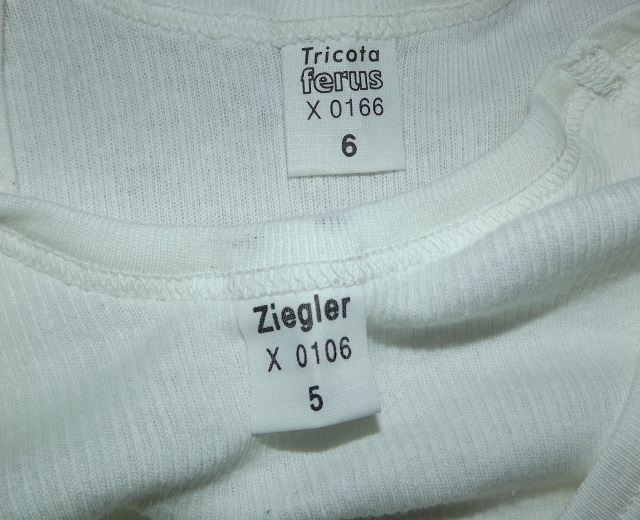 Tricota
ferus
X 0166
6
Ziegler
X 0106
5